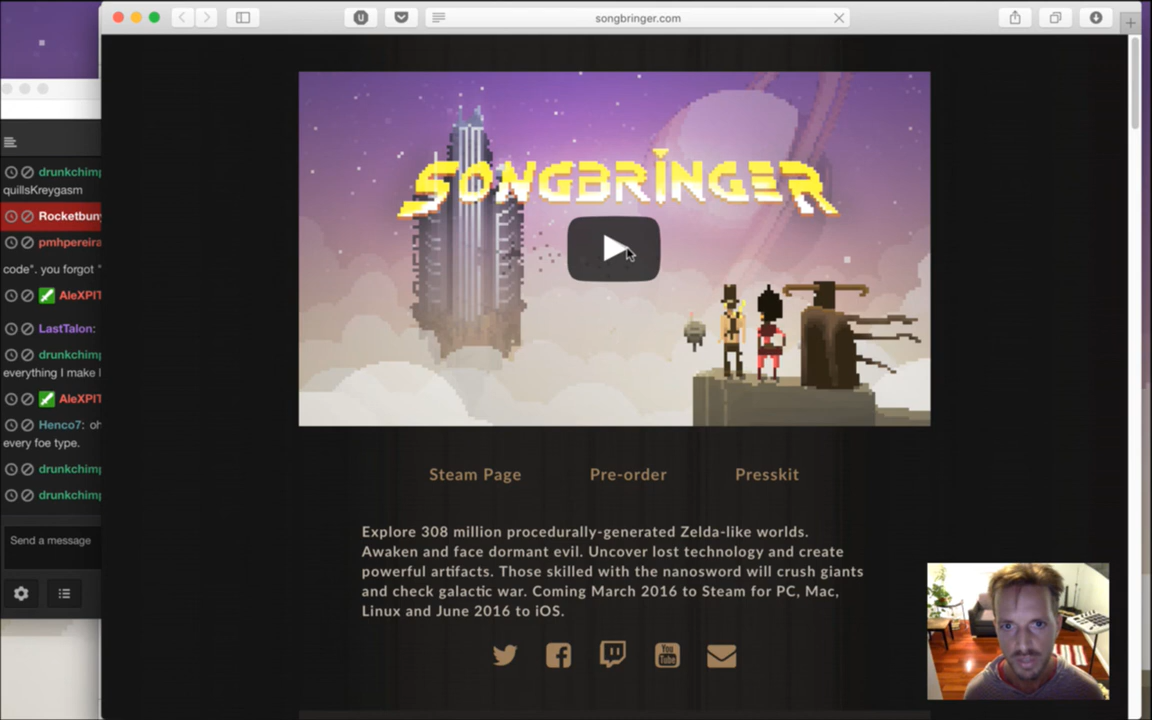 songbringer.com
drunkchimp
quillsKreygasm
Rocketbun
pmhpereira
code". you forgot "
AleXPIT
LastTalon:
drunkchimp
everything I make
AleXPIT
Henco7: oh
every foe type.
drunkchimp
drunkchimp
Send a message
SONGBRINGER
Steam Page
Pre-order
Presskit
Explore 308 million procedurally-generated Zelda-like worlds.
Awaken and face dormant evil. Uncover lost technology and create
powerful artifacts. Those skilled with the nanosword will crush giants
and check galactic war. Coming March 2016 to Steam for PC, Mac,
Linux and June 2016 to iOS.
You
Tube